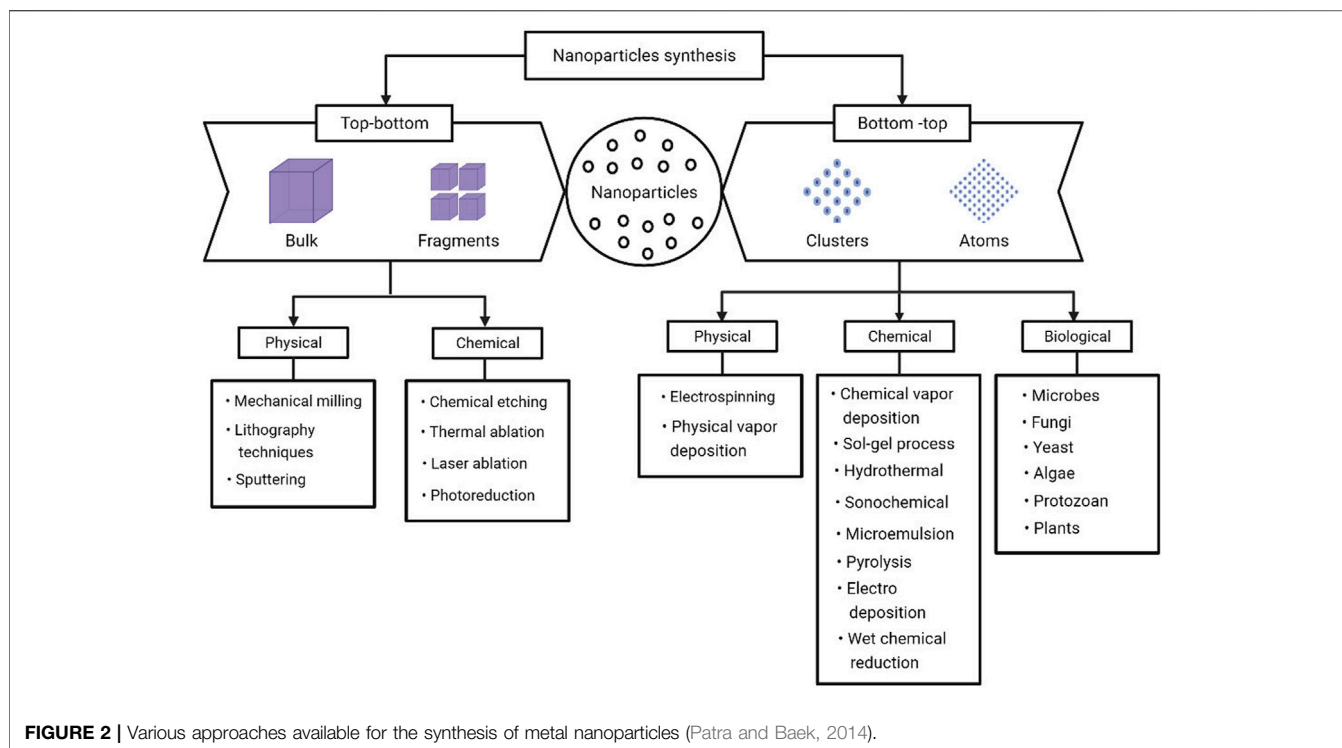 Nanoparticles synthesis
Top-bottom
Bottom -top
Bulk
Fragments
Nanoparticles
Clusters
Atoms
Physical
• Mechanical milling
• Lithography
techniques
• Sputtering
Chemical
• Chemical etching
• Thermal ablation
• Laser ablation
• Photoreduction
Physical
• Electrospinning
• Physical vapor
deposition
Chemical
• Chemical vapor
deposition
• Sol-gel process
• Hydrothermal
• Sonochemical
• Microemulsion
• Pyrolysis
• Electro
deposition
• Wet chemical
reduction
Biological
• Microbes
• Fungi
• Yeast
• Algae
• Protozoan
• Plants
FIGURE 2 | Various approaches available for the synthesis of metal nanoparticles (Patra and Baek, 2014).